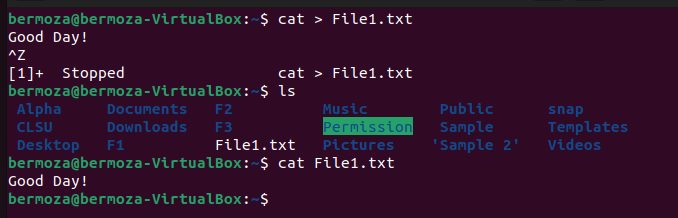 bermoza@bermoza-VirtualBox:~$ cat > File1.txt
Good Day!
^Z
[1]+  Stopped                 cat > File1.txt
bermoza@bermoza-VirtualBox:~$ ls
 Alpha     Documents   F2          Music        Public      snap
 CLSU      Downloads   F3          Permission   Sample      Templates
 Desktop   F1          File1.txt   Pictures    'Sample 2'   Videos
bermoza@bermoza-VirtualBox:~$ cat File1.txt
Good Day!
bermoza@bermoza-VirtualBox:~$